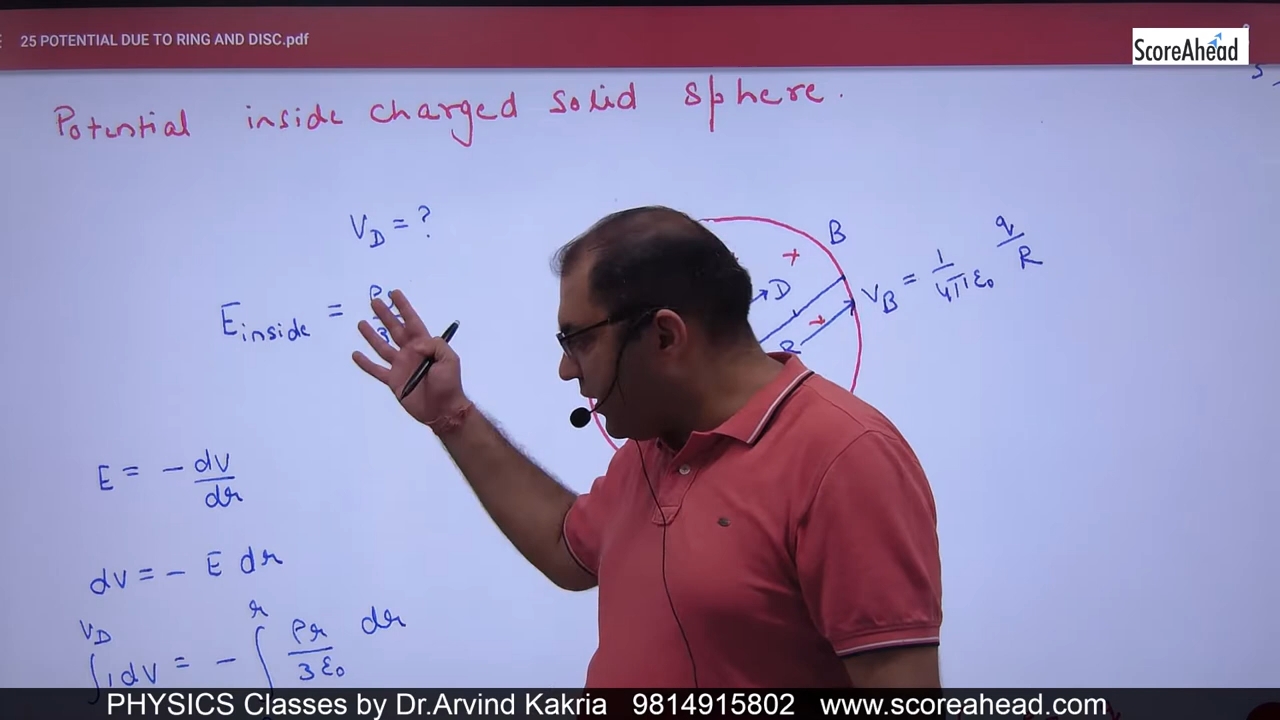 25 POTENTIAL DUE TO RING AND DISC.pdf
ScoreAhead
Potential inside charged solid sphere.
V_D = ?
B
D
V_B = 1/4πε₀ q/R
R
E_inside =
E = - dv/dr
dv = - E dr
V_D
∫ 1 dv = - ∫^r ρr/3ε₀ dr
PHYSICS Classes by Dr.Arvind Kakria 9814915802 www.scoreahead.com